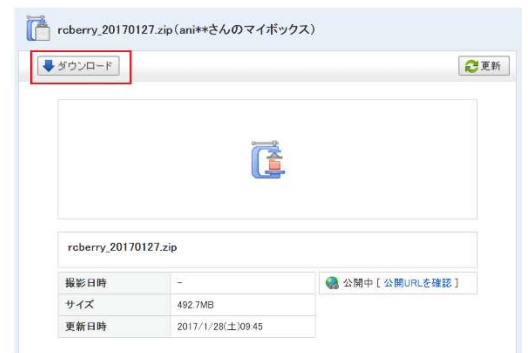 rcberry_20170127.zip(ani**さんのマイボックス)
ダウンロード
更新
rcberry_20170127.zip
撮影日時 -
公開中 [ 公開URLを確認 ]
サイズ 492.7MB
更新日時 2017/1/28(土)09:45